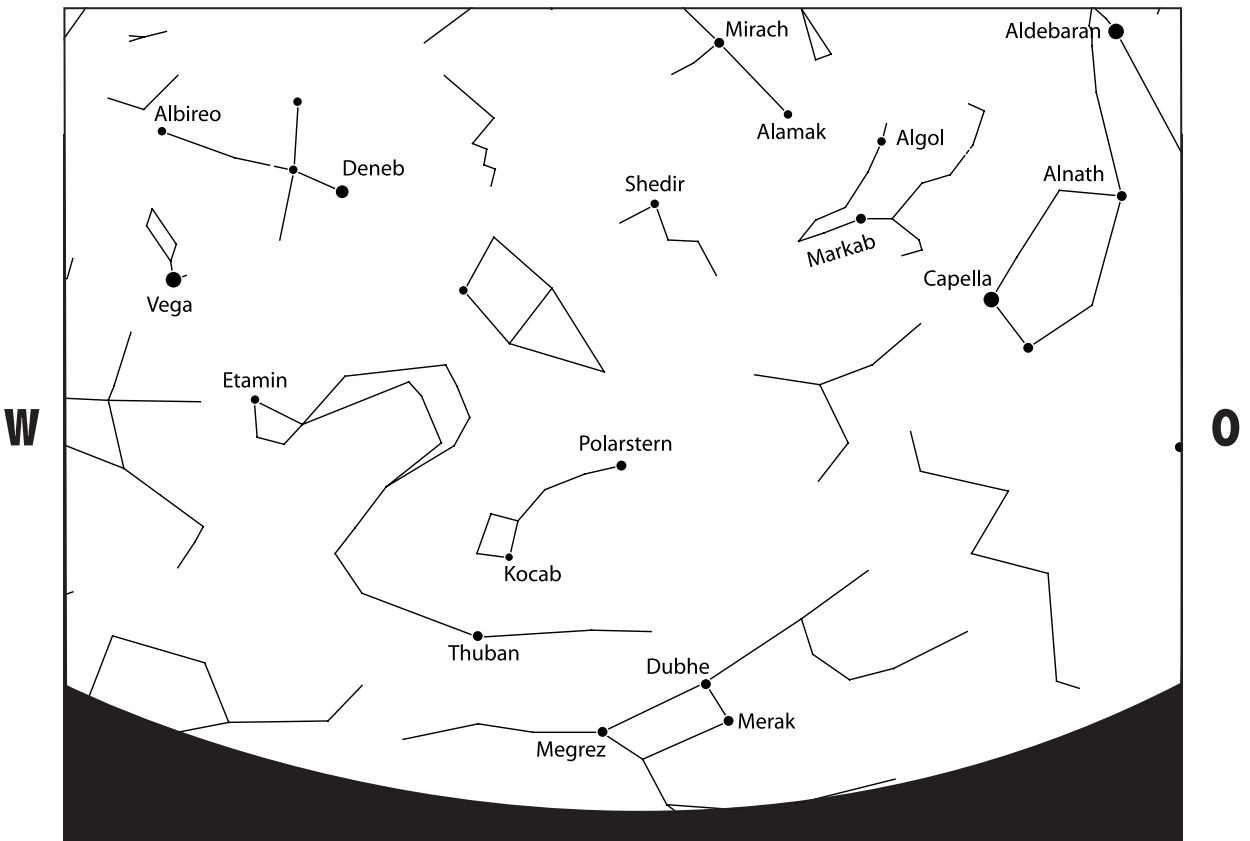 Mirach
Aldebaran
Albireo
Alamak
Algol
Deneb
Shedir
Alnath
Markab
Capella
Vega
Etamin
W
O
Polarstern
Kocab
Thuban
Dubhe
Merak
Megrez